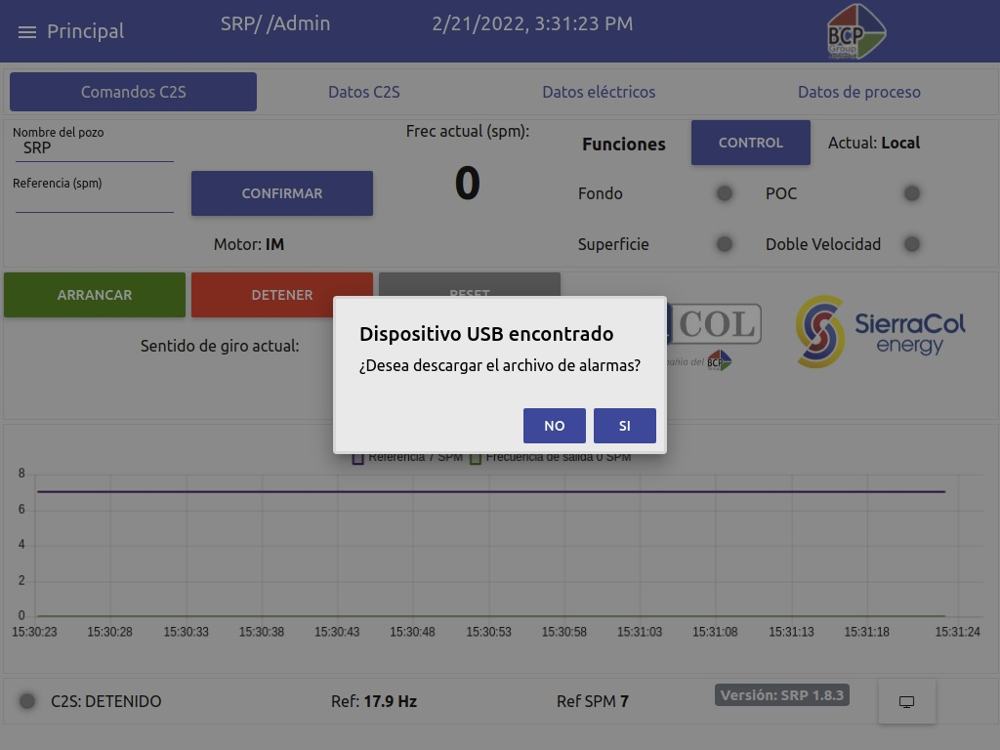 Principal
SRP/ /Admin
2/21/2022, 3:31:23 PM
BCP
Group
Comandos C2S
Datos C2S
Datos eléctricos
Datos de proceso
Nombre del pozo
SRP
Referencia (spm)
CONFIRMAR
Motor: IM
Frec actual (spm):
0
Funciones
CONTROL
Actual: Local
Fondo
POC
Superficie
Doble Velocidad
ARRANCAR
DETENER
RESET
Sentido de giro actual:
COL
del BCP
SierraCol
energy
Dispositivo USB encontrado
¿Desea descargar el archivo de alarmas?
NO
SI
Referencia 7 SPM
Frecuencia de salida 0 SPM
8
6
4
2
0
15:30:23 15:30:28 15:30:33 15:30:38 15:30:43 15:30:48 15:30:53 15:30:58 15:31:03 15:31:08 15:31:13 15:31:18 15:31:24
C2S: DETENIDO
Ref: 17.9 Hz
Ref SPM 7
Versión: SRP 1.8.3